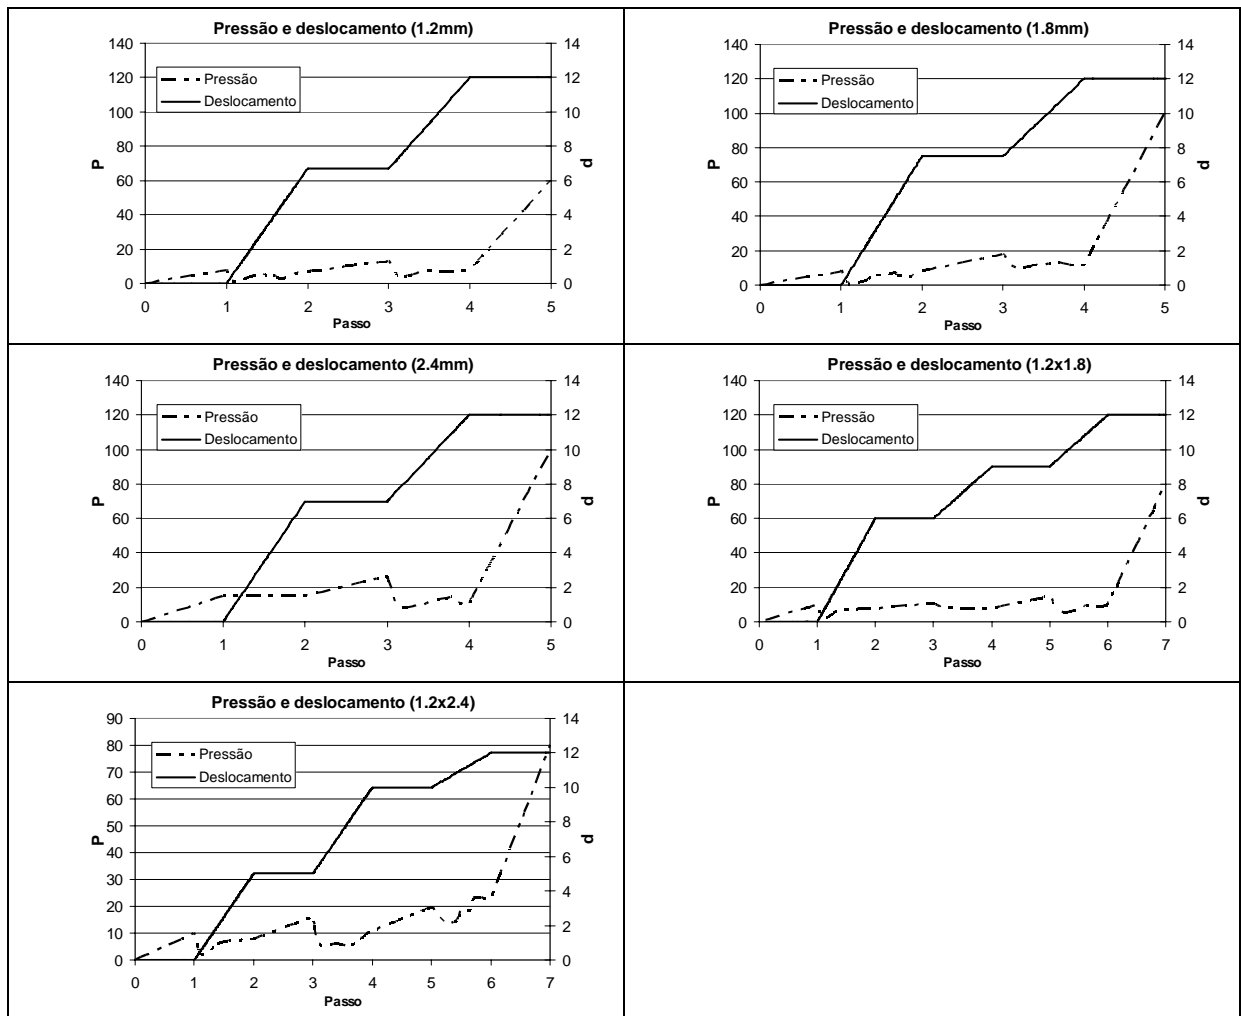 Pressão e deslocamento (1.2mm)
Pressão
Deslocamento
P
d
140
120
100
80
60
40
20
0
14
12
10
8
6
4
2
0
0 1 2 3 4 5
Passo
Pressão e deslocamento (1.8mm)
Pressão
Deslocamento
P
d
140
120
100
80
60
40
20
0
14
12
10
8
6
4
2
0
0 1 2 3 4 5
Passo
Pressão e deslocamento (2.4mm)
Pressão
Deslocamento
P
d
140
120
100
80
60
40
20
0
14
12
10
8
6
4
2
0
0 1 2 3 4 5
Passo
Pressão e deslocamento (1.2x1.8)
Pressão
Deslocamento
P
d
140
120
100
80
60
40
20
0
14
12
10
8
6
4
2
0
0 1 2 3 4 5 6 7
Passo
Pressão e deslocamento (1.2x2.4)
Pressão
Deslocamento
P
d
90
80
70
60
50
40
30
20
10
0
14
12
10
8
6
4
2
0
0 1 2 3 4 5 6 7
Passo